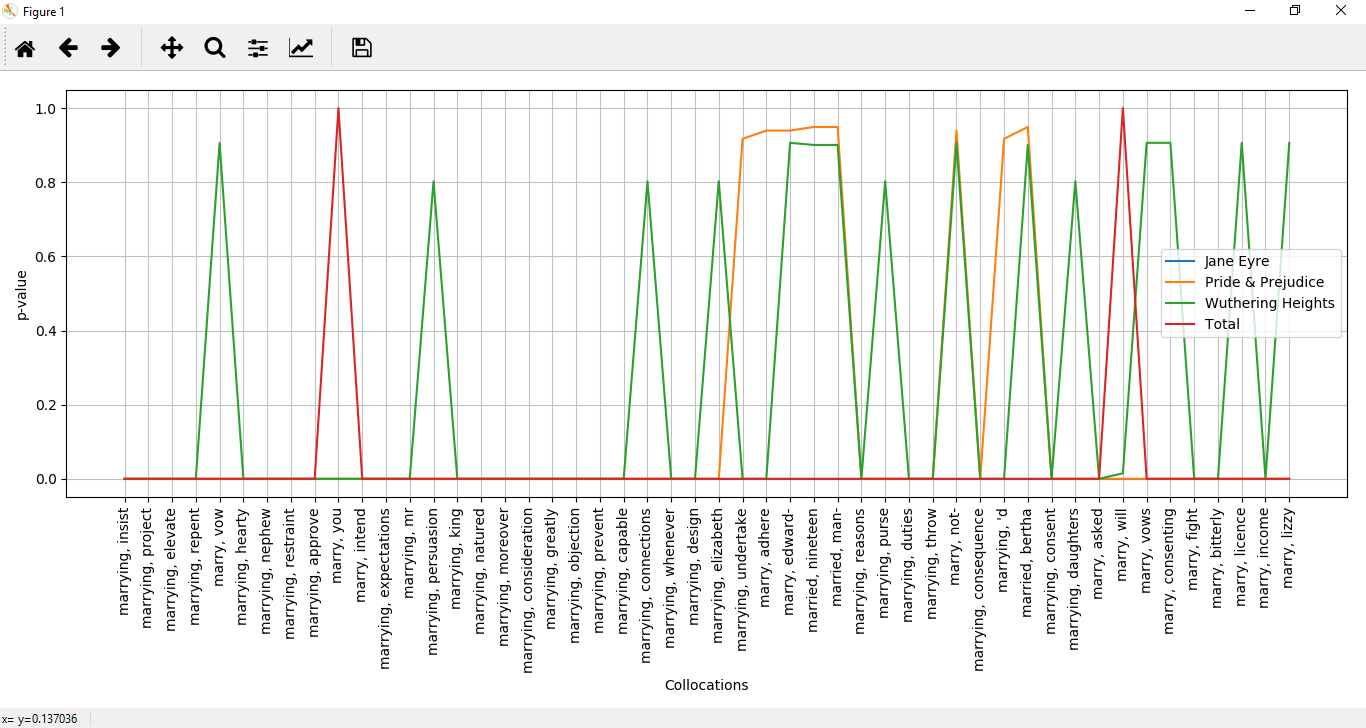 Figure 1
1.0
0.8
0.6
0.4
0.2
0.0
p-value
Jane Eyre
Pride & Prejudice
Wuthering Heights
Total
marrying, insist
marrying, project
marrying, elevate
marrying, repent
marry, vow
marrying, hearty
marrying, nephew
marrying, restraint
marrying, approve
marry, you
marry, intend
marrying, expectations
marrying, mr
marrying, persuasion
marrying, king
marrying, natured
marrying, moreover
marrying, consideration
marrying, greatly
marrying, objection
marrying, prevent
marrying, capable
marrying, connections
marrying, whenever
marrying, design
marrying, elizabeth
marrying, undertake
marry, adhere
marry, edward-
married, nineteen
married, man-
marrying, reasons
marrying, purse
marrying, duties
marrying, throw
marry, not-
marrying, consequence
marrying, 'd
married, bertha
marrying, consent
marrying, daughters
marry, asked
marry, will
marry, vows
marry, consenting
marry, fight
marry, bitterly
marry, licence
marry, income
marry, lizzy
Collocations
x= y=0.137036